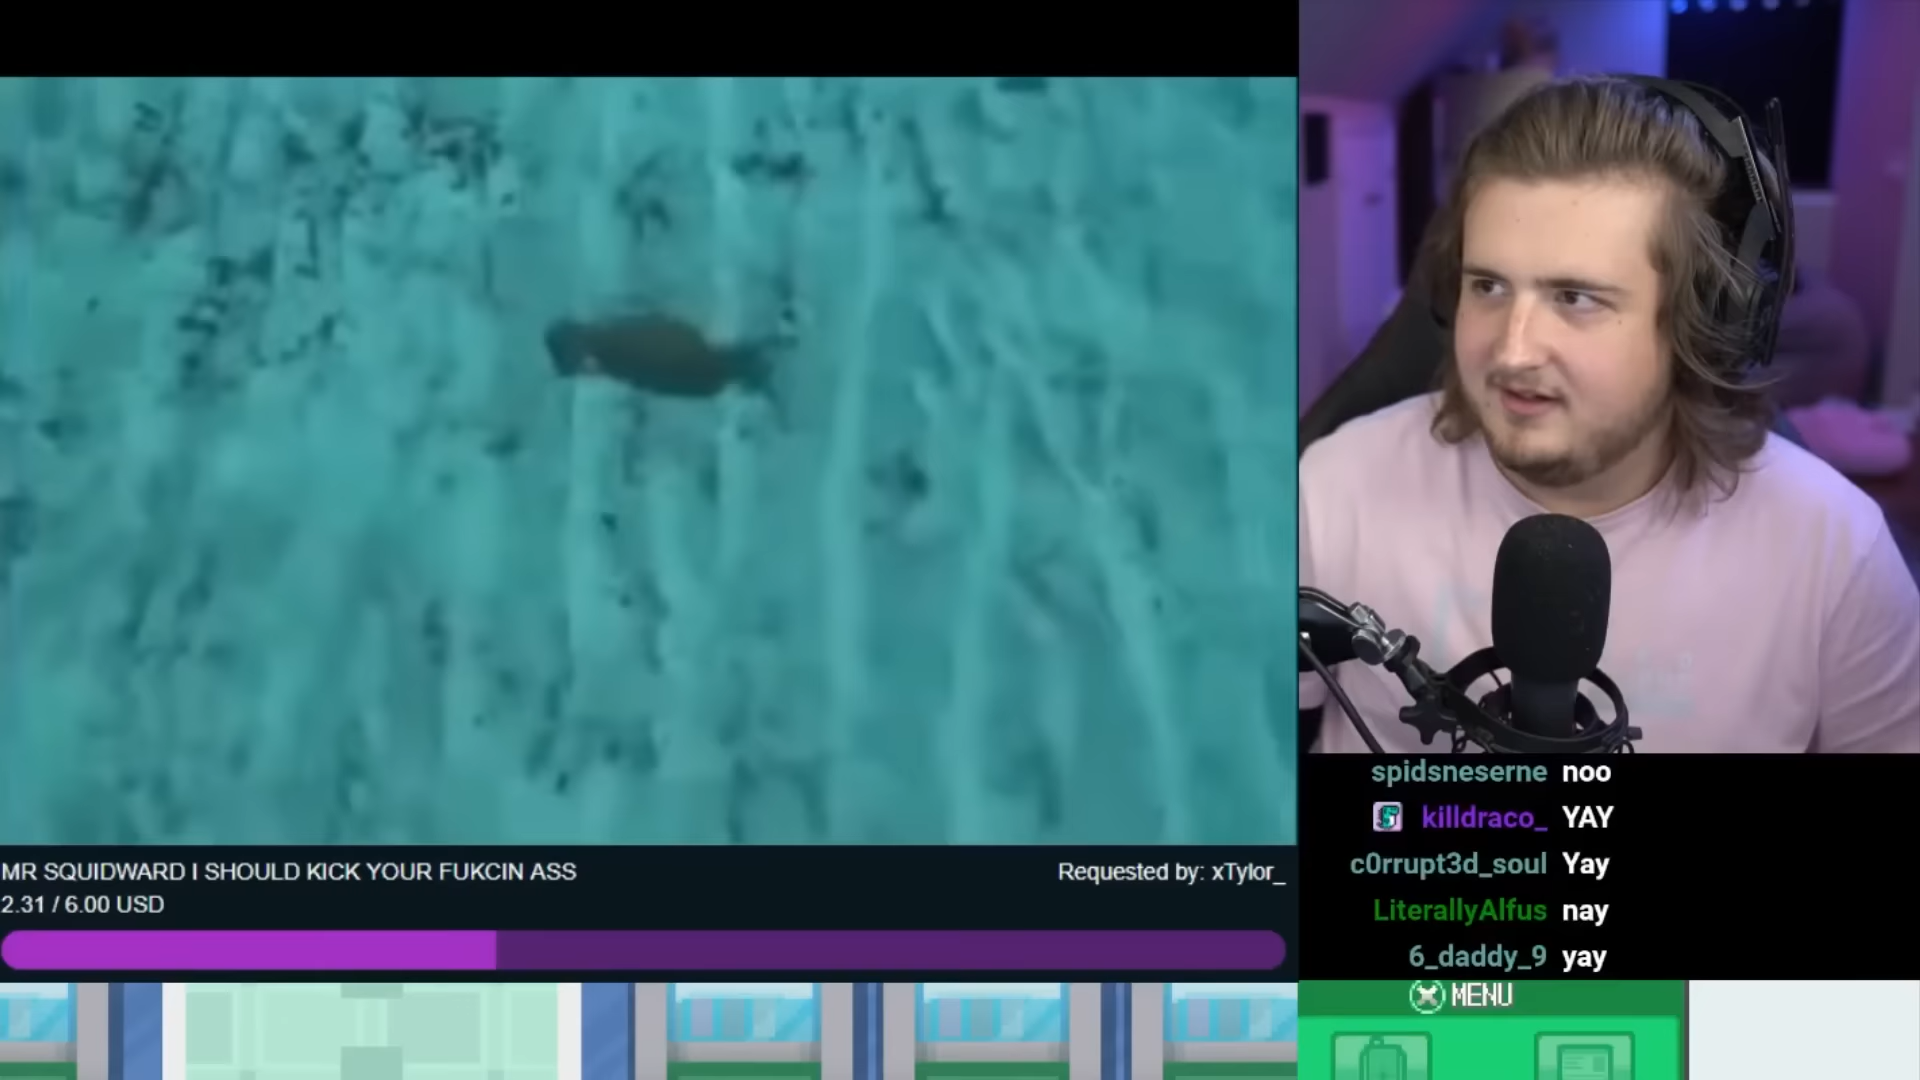 MR SQUIDWARD I SHOULD KICK YOUR FUKCIN ASS
Requested by: xTylor_
2.31 / 6.00 USD
spidsneserne noo
killdraco_ YAY
c0rrupt3d_soul Yay
LiterallyAlfus nay
6_daddy_9 yay
MENU